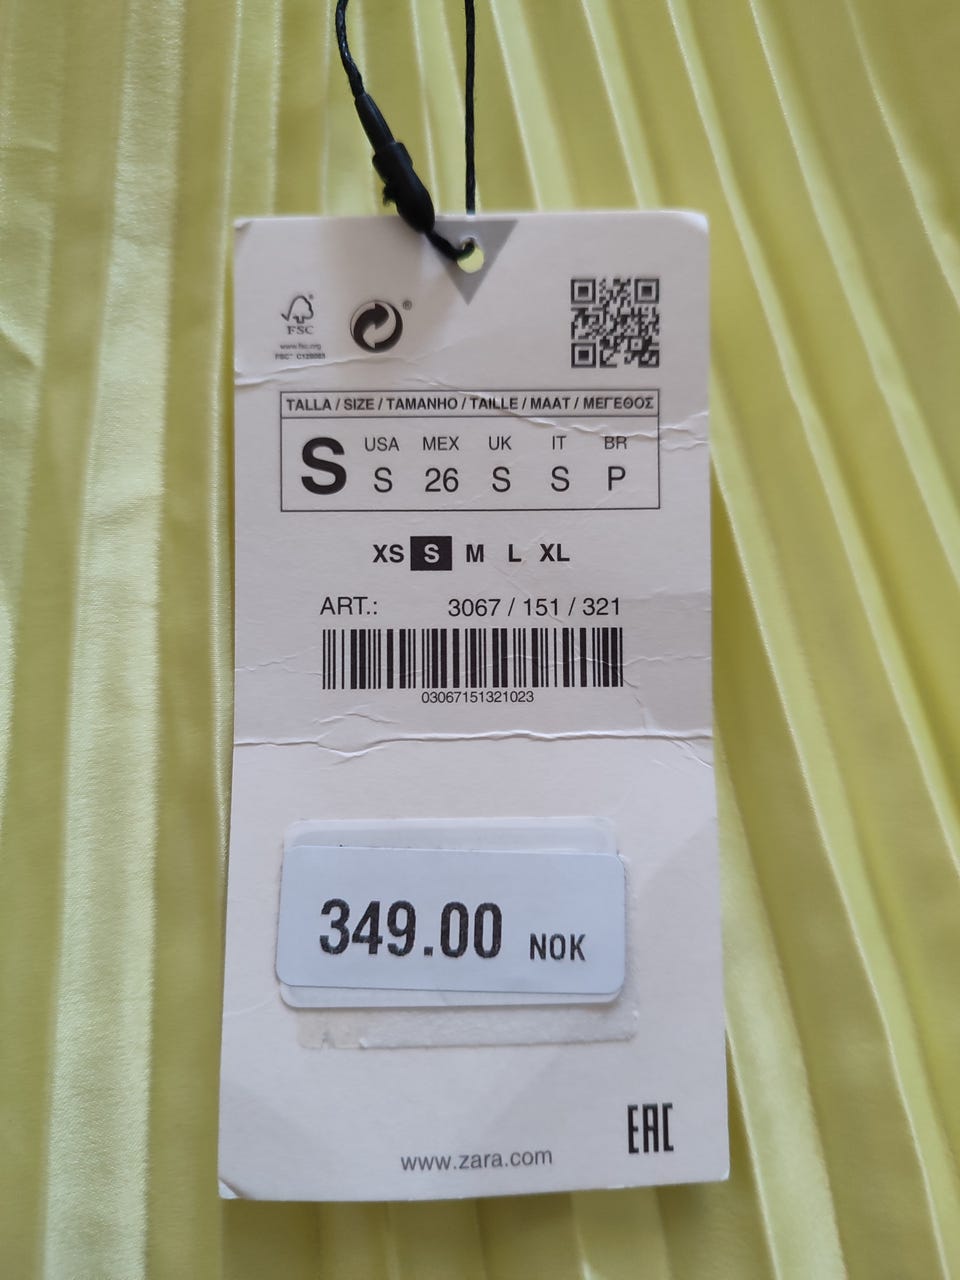 ®
FSC
www.fsc.org
TALLA / SIZE / TAMANHO / TAILLE / MAAT / ΜΕΓΕΘΟΣ
S
USA MEX UK IT BR
S 26 S S P
XS S M L XL
ART.: 3067 / 151 / 321
03067151321023
349.00 NOK
EAC
www.zara.com